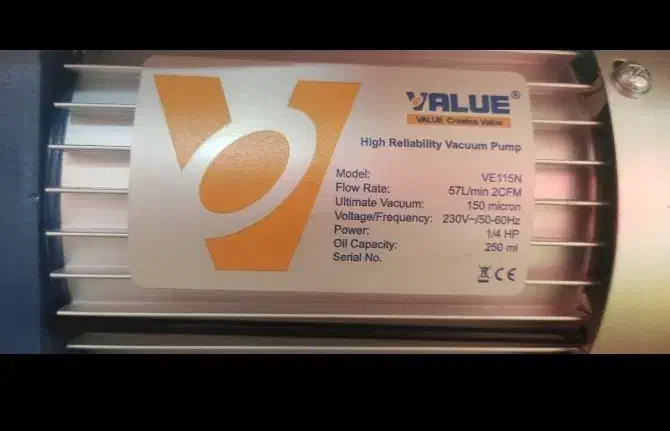 VALUE®
VALUE Creates Value
High Reliability Vacuum Pump
Model: VE115N
Flow Rate: 57L/min 2CFM
Ultimate Vacuum: 150 micron
Voltage/Frequency: 230V~/50-60Hz
Power: 1/4 HP
Oil Capacity: 250 ml
Serial No.
CE